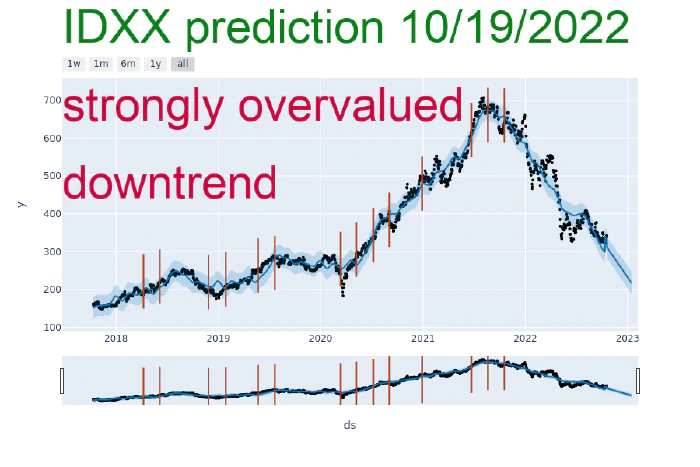 IDXX prediction 10/19/2022
1w 1m 6m 1y all
strongly overvalued
downtrend
y
700
600
500
400
300
200
100
2018 2019 2020 2021 2022 2023
ds